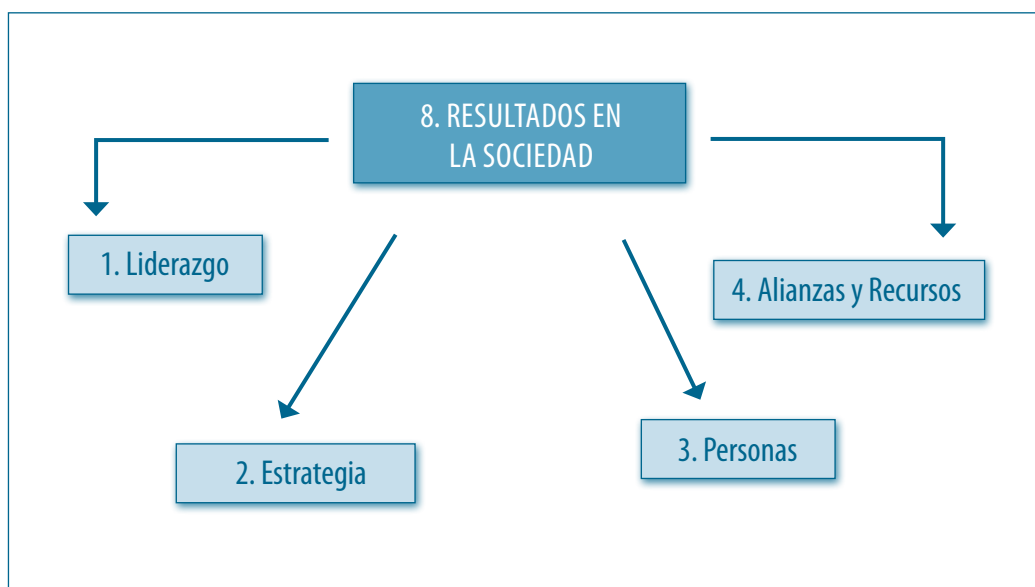 8. RESULTADOS EN
LA SOCIEDAD
1. Liderazgo
4. Alianzas y Recursos
2. Estrategia
3. Personas